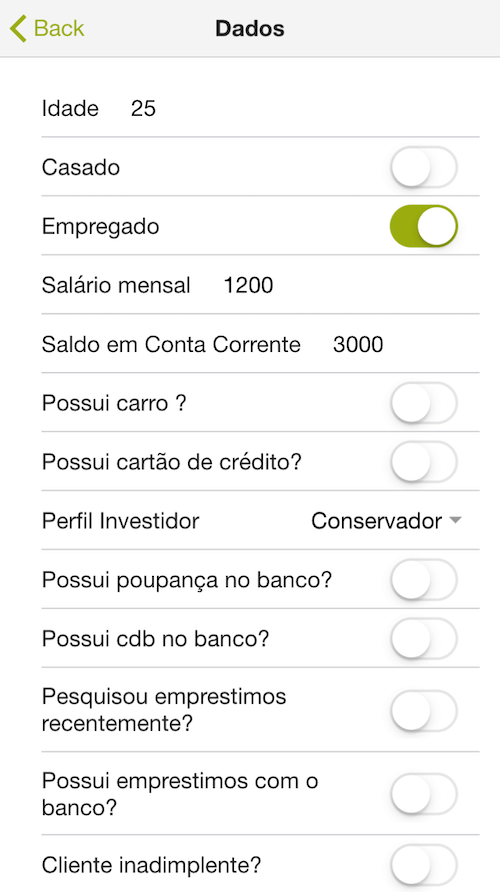 Back Dados
Idade 25
Casado
Empregado
Salário mensal 1200
Saldo em Conta Corrente 3000
Possui carro ?
Possui cartão de crédito?
Perfil Investidor Conservador
Possui poupança no banco?
Possui cdb no banco?
Pesquisou emprestimos
recentemente?
Possui emprestimos com o
banco?
Cliente inadimplente?